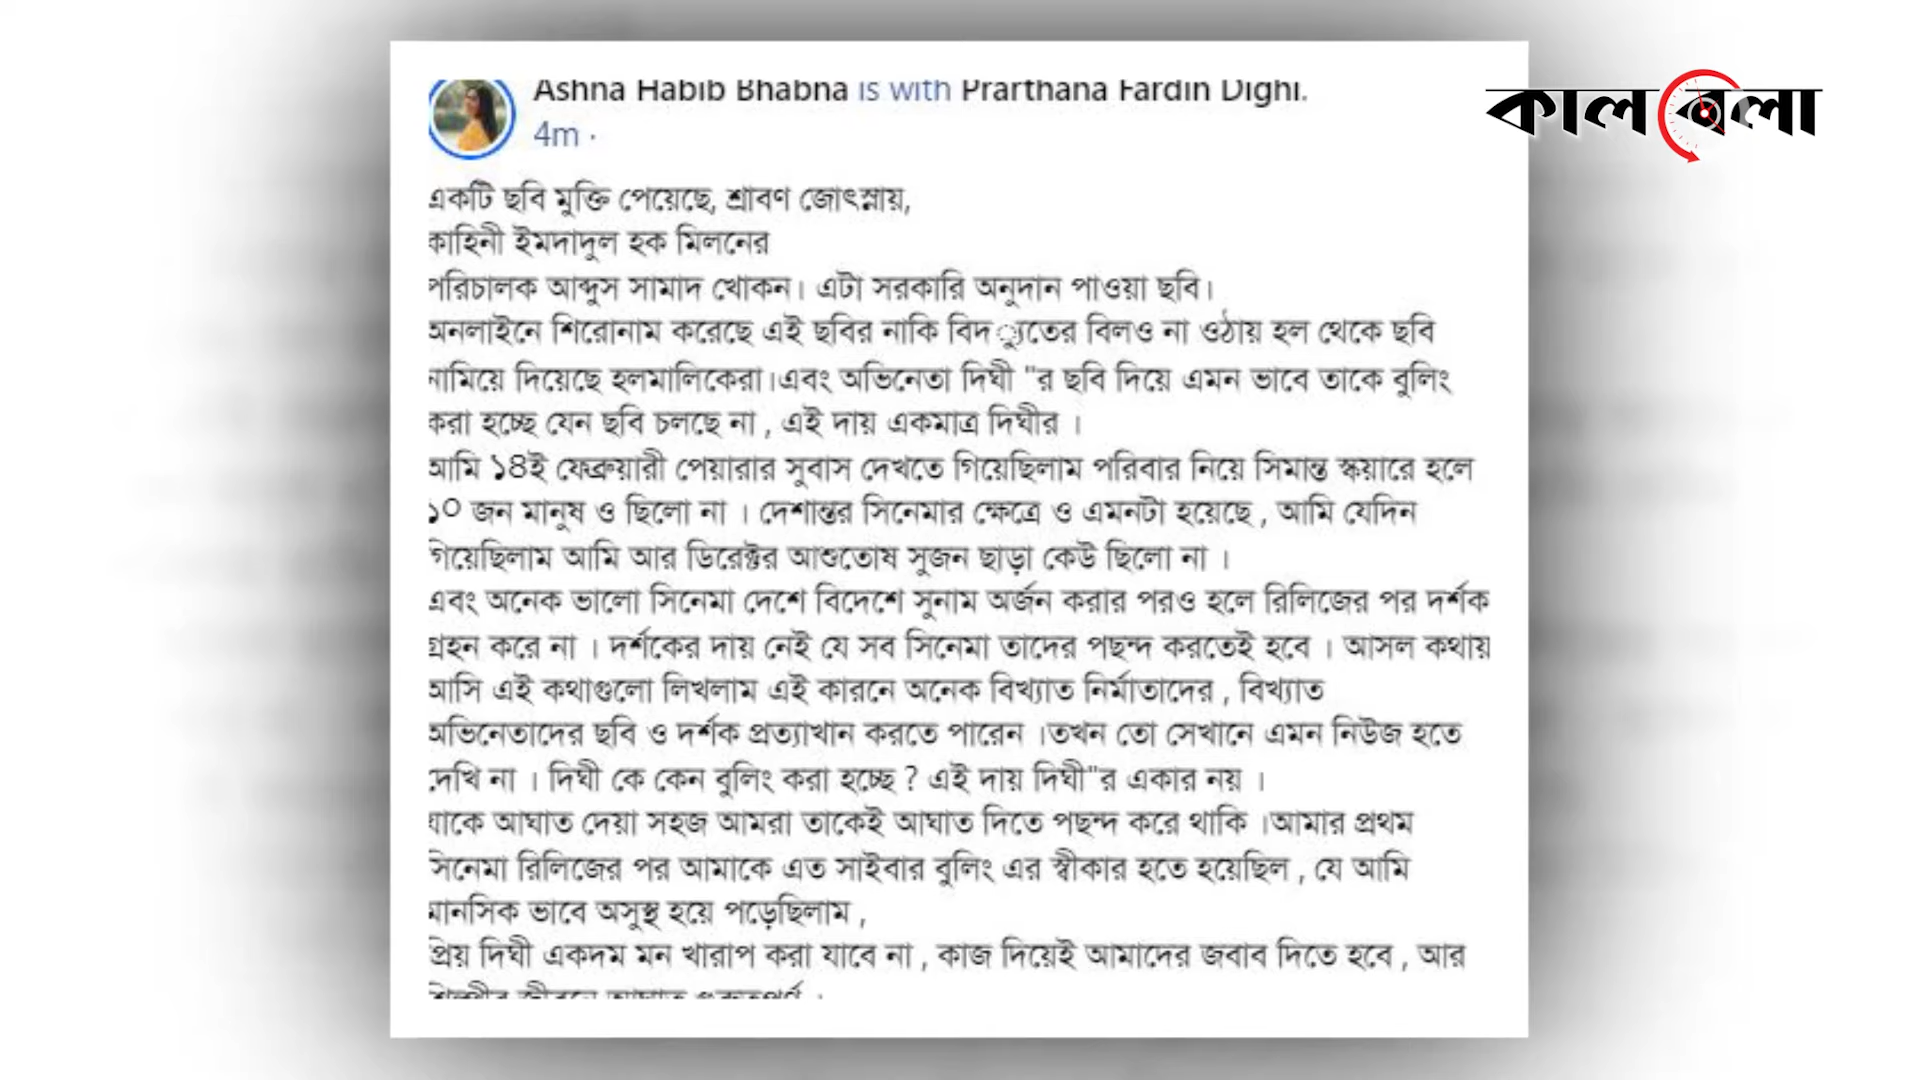 Ashna Habib Bhabna is with Prarthana Fardin Dighi.
কালবেলা
4m ·
একটি ছবি মুক্তি পেয়েছে, শ্রাবণ জোৎস্নায়,
কাহিনী ইমদাদুল হক মিলনের
পরিচালক আব্দুস সামাদ খোকন। এটা সরকারি অনুদান পাওয়া ছবি।
অনলাইনে শিরোনাম করেছে এই ছবির নাকি বিদ ্যুতের বিলও না ওঠায় হল থেকে ছবি
নামিয়ে দিয়েছে হলমালিকেরা।এবং অভিনেতা দিঘী "র ছবি দিয়ে এমন ভাবে তাকে বুলিং
করা হচ্ছে যেন ছবি চলছে না , এই দায় একমাত্র দিঘীর ।
আমি ১৪ই ফেব্রুয়ারী পেয়ারার সুবাস দেখতে গিয়েছিলাম পরিবার নিয়ে সিমান্ত স্কয়ারে হলে
১০ জন মানুষ ও ছিলো না । দেশান্তর সিনেমার ক্ষেত্রে ও এমনটা হয়েছে , আমি যেদিন
গিয়েছিলাম আমি আর ডিরেক্টর আশুতোষ সুজন ছাড়া কেউ ছিলো না ।
এবং অনেক ভালো সিনেমা দেশে বিদেশে সুনাম অর্জন করার পরও হলে রিলিজের পর দর্শক
গ্রহন করে না । দর্শকের দায় নেই যে সব সিনেমা তাদের পছন্দ করতেই হবে । আসল কথায়
আসি এই কথাগুলো লিখলাম এই কারনে অনেক বিখ্যাত নির্মাতাদের , বিখ্যাত
অভিনেতাদের ছবি ও দর্শক প্রত্যাখান করতে পারেন ।তখন তো সেখানে এমন নিউজ হতে
দেখি না । দিঘী কে কেন বুলিং করা হচ্ছে ? এই দায় দিঘী"র একার নয় ।
যাকে আঘাত দেয়া সহজ আমরা তাকেই আঘাত দিতে পছন্দ করে থাকি ।আমার প্রথম
সিনেমা রিলিজের পর আমাকে এত সাইবার বুলিং এর স্বীকার হতে হয়েছিল , যে আমি
মানসিক ভাবে অসুস্থ হয়ে পড়েছিলাম ,
প্রিয় দিঘী একদম মন খারাপ করা যাবে না , কাজ দিয়েই আমাদের জবাব দিতে হবে , আর